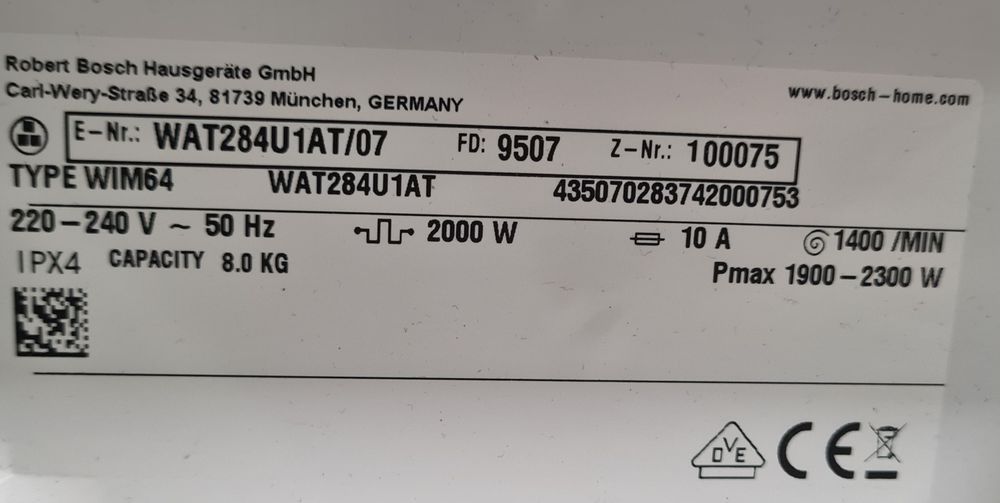 Robert Bosch Hausgeräte GmbH
Carl-Wery-Straße 34, 81739 München, GERMANY
www.bosch-home.com
E-Nr.: WAT284U1AT/07 FD: 9507 Z-Nr.: 100075
TYPE WIM64 WAT284U1AT 435070283742000753
220-240 V ~ 50 Hz 2000 W 10 A 1400 /MIN
IPX4 CAPACITY 8.0 KG Pmax 1900-2300 W
DVE CE